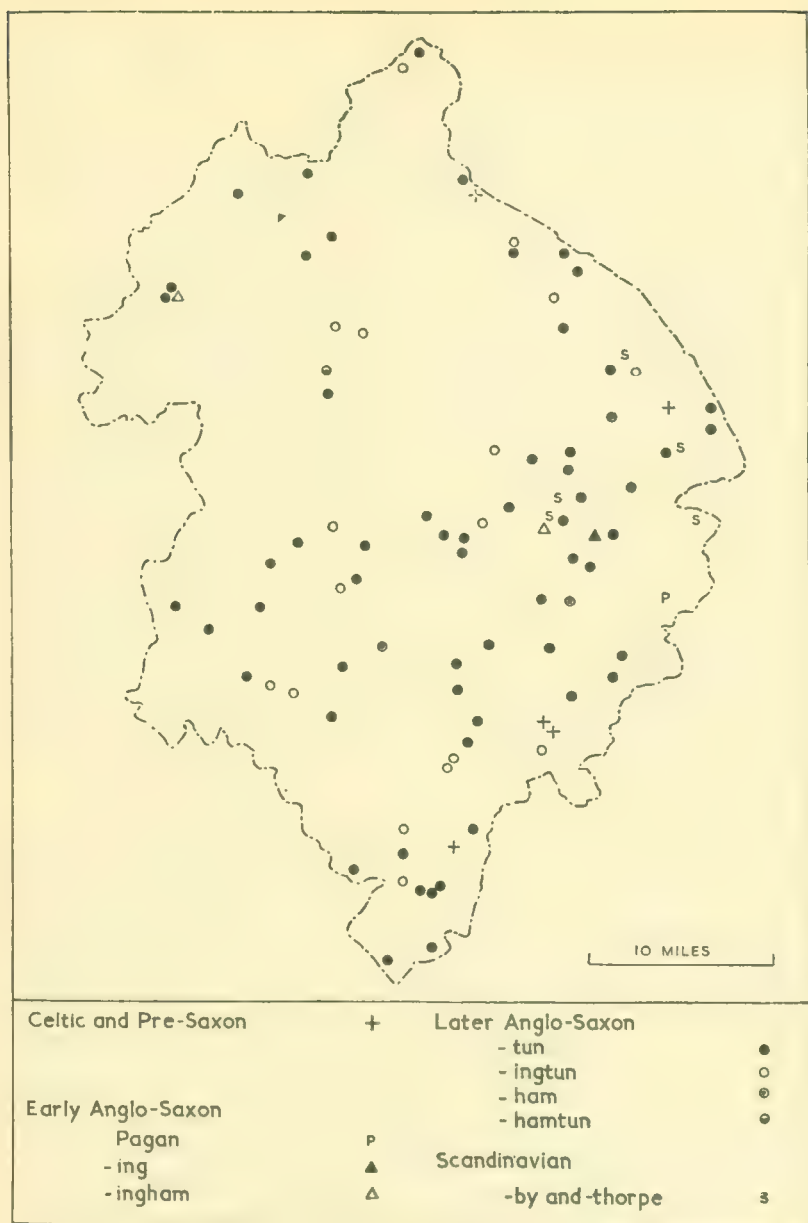 S
S
S
S
S
P
10 MILES
Celtic and Pre-Saxon +
Early Anglo-Saxon
Pagan P
- ing
- ingham
Later Anglo-Saxon
- tun
- ingtun
- ham
- hamtun
Scandinavian
-by and -thorpe S